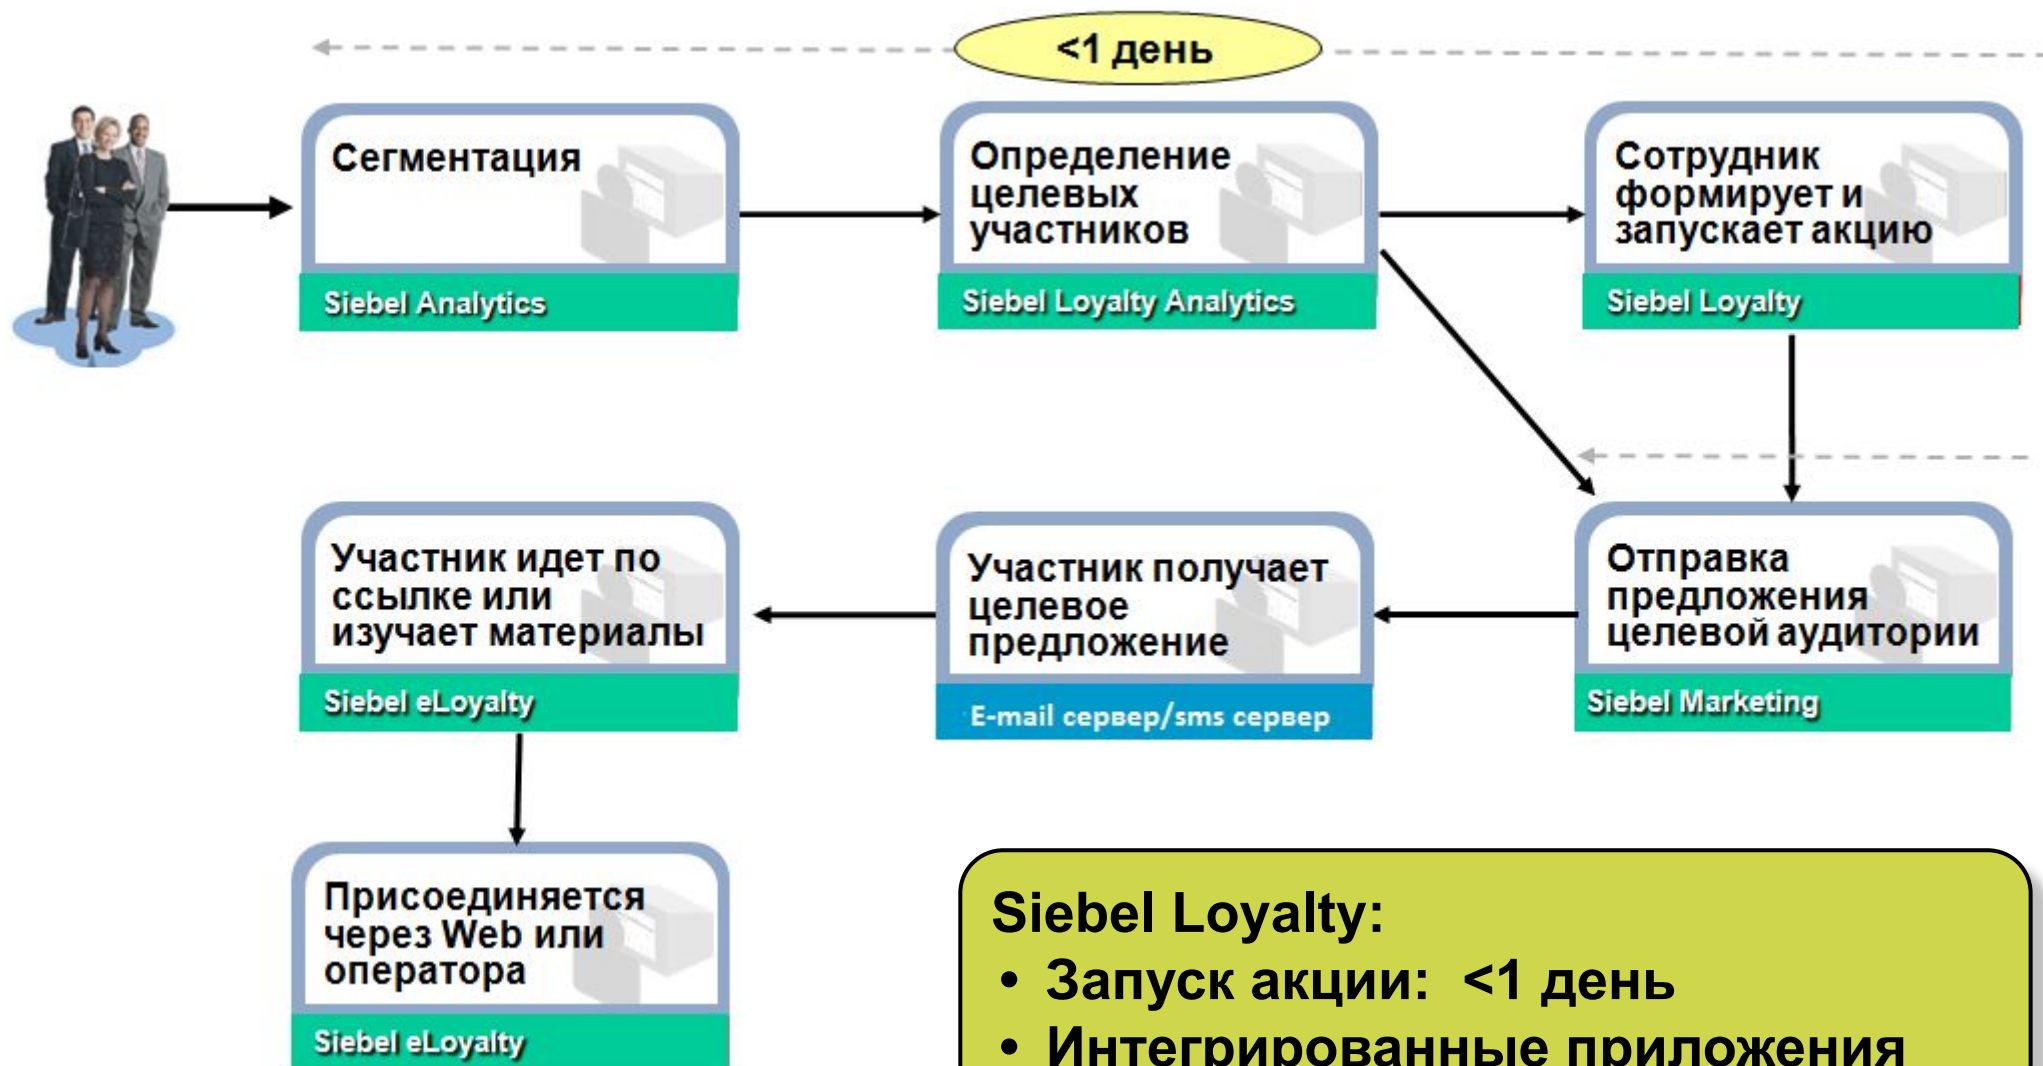 <1 день
Сегментация
Siebel Analytics
Определение
целевых
участников
Siebel Loyalty Analytics
Сотрудник
формирует и
запускает акцию
Siebel Loyalty
Участник идет по
ссылке или
изучает материалы
Siebel eLoyalty
Участник получает
целевое
предложение
E-mail сервер/sms сервер
Отправка
предложения
целевой аудитории
Siebel Marketing
Присоединяется
через Web или
оператора
Siebel eLoyalty
Siebel Loyalty:
• Запуск акции: <1 день
• Интегрированные приложения